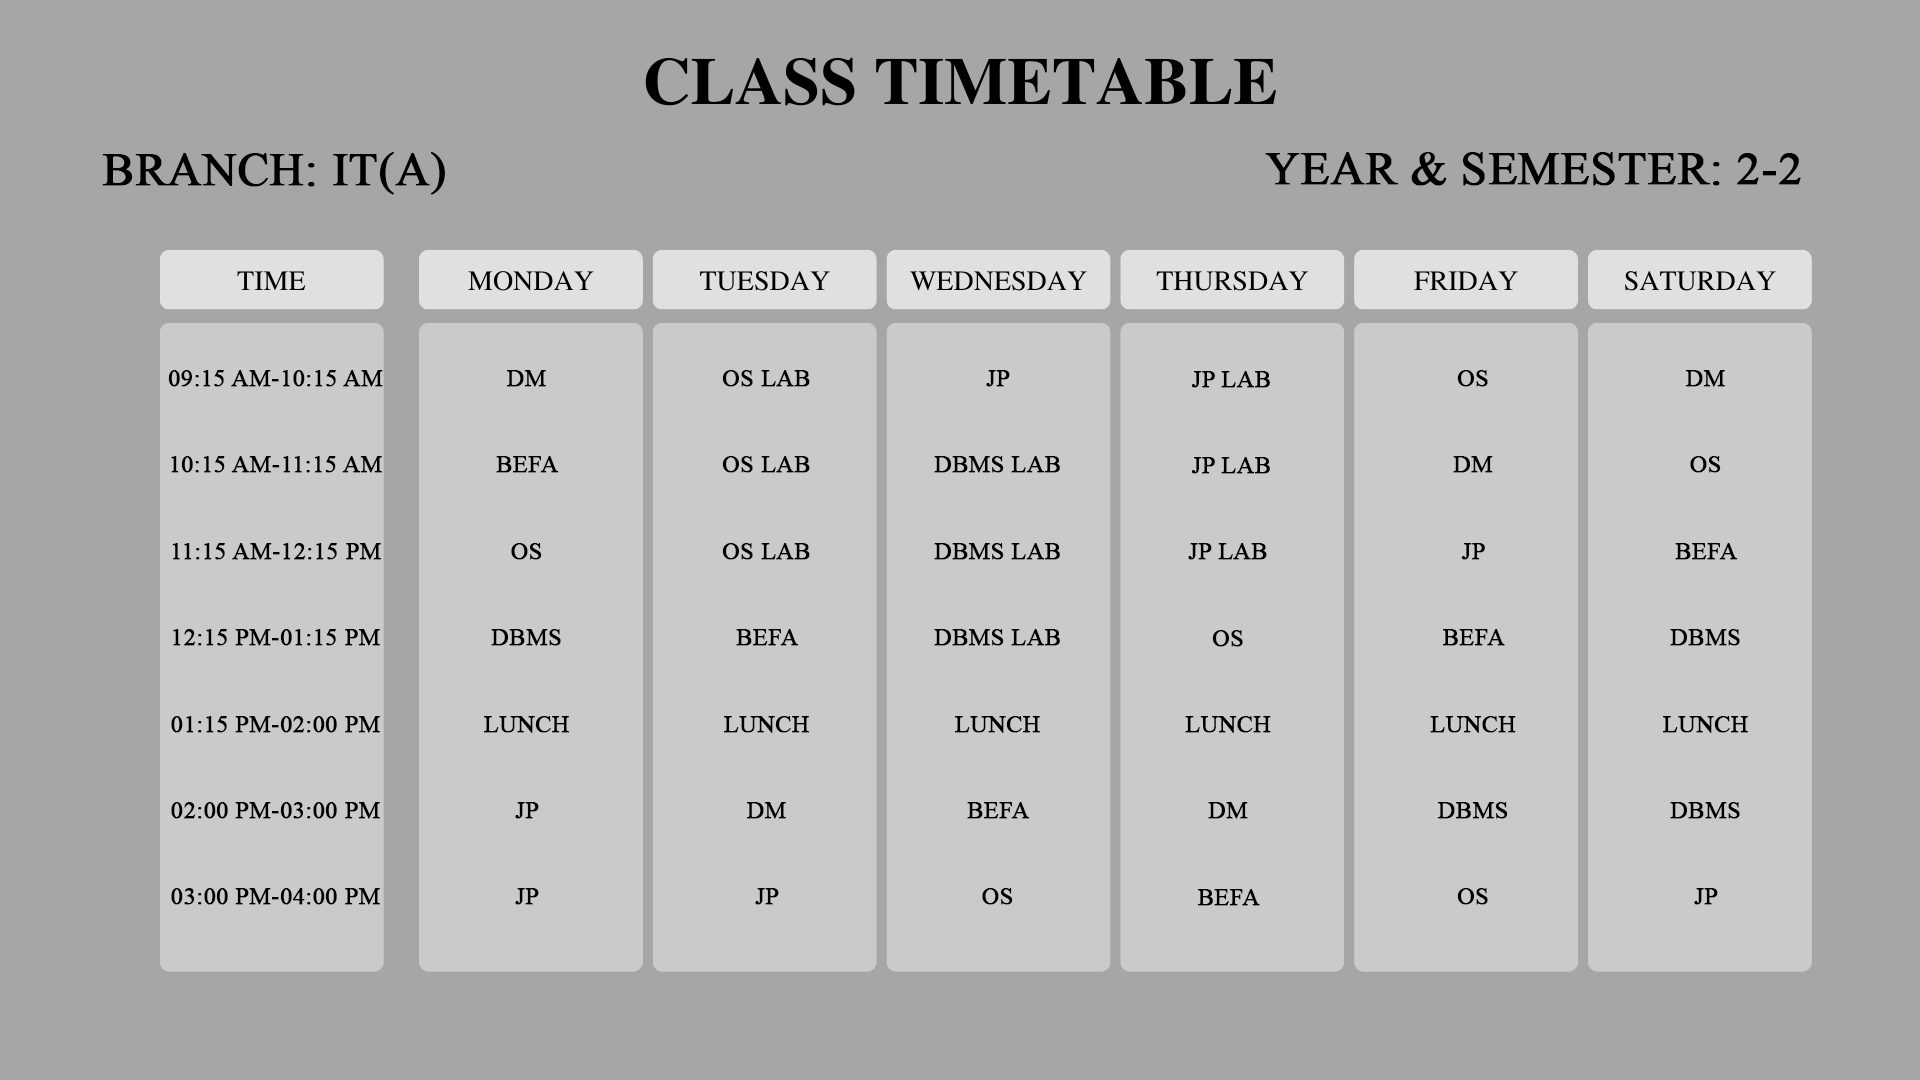 CLASS TIMETABLE
BRANCH: IT(A) YEAR & SEMESTER: 2-2
TIME MONDAY TUESDAY WEDNESDAY THURSDAY FRIDAY SATURDAY
09:15 AM-10:15 AM DM OS LAB JP JP LAB OS DM
10:15 AM-11:15 AM BEFA OS LAB DBMS LAB JP LAB DM OS
11:15 AM-12:15 PM OS OS LAB DBMS LAB JP LAB JP BEFA
12:15 PM-01:15 PM DBMS BEFA DBMS LAB OS BEFA DBMS
01:15 PM-02:00 PM LUNCH LUNCH LUNCH LUNCH LUNCH LUNCH
02:00 PM-03:00 PM JP DM BEFA DM DBMS DBMS
03:00 PM-04:00 PM JP JP OS BEFA OS JP